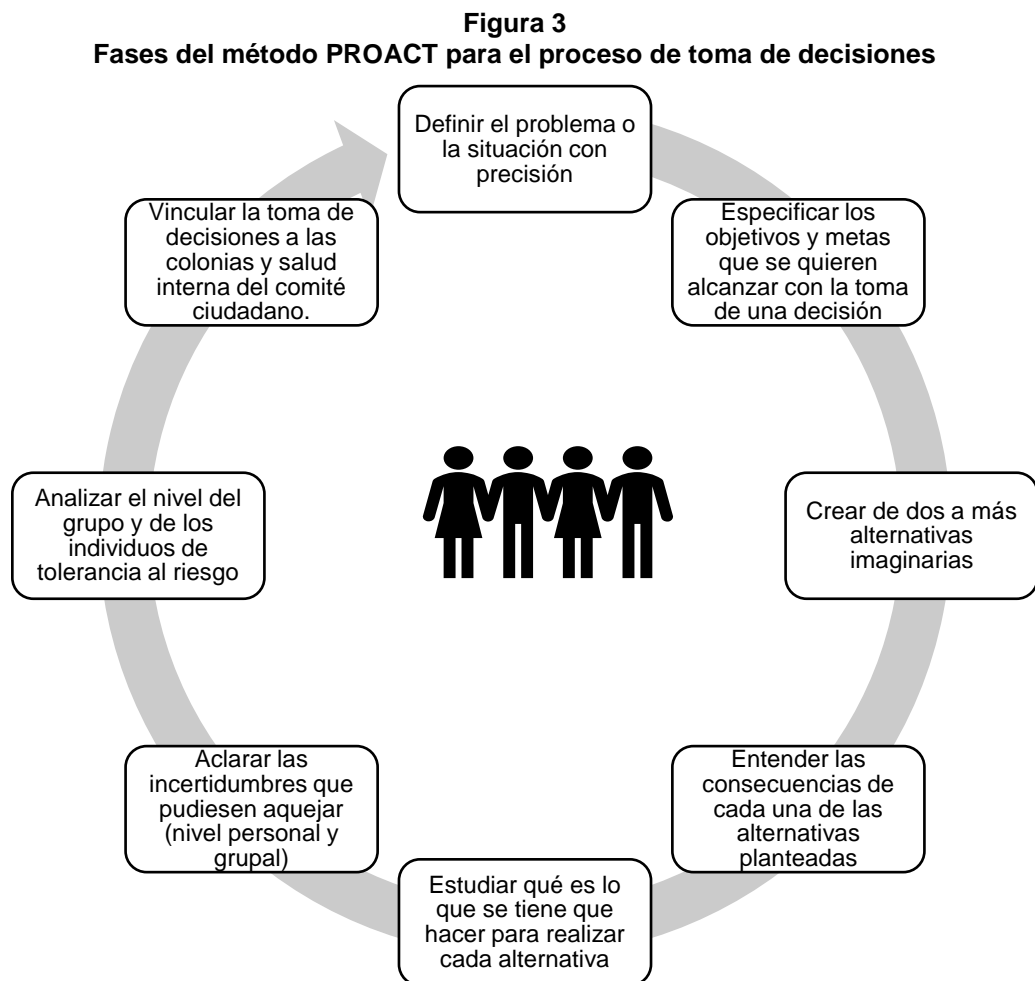 Figura 3
Fases del método PROACT para el proceso de toma de decisiones
Definir el problema o
la situación con
precisión
Especificar los
objetivos y metas
que se quieren
alcanzar con la toma
de una decisión
Crear de dos a más
alternativas
imaginarias
Entender las
consecuencias de
cada una de las
alternativas
planteadas
Estudiar qué es lo
que se tiene que
hacer para realizar
cada alternativa
Aclarar las
incertidumbres que
pudiesen aquejar
(nivel personal y
grupal)
Analizar el nivel del
grupo y de los
individuos de
tolerancia al riesgo
Vincular la toma de
decisiones a las
colonias y salud
interna del comité
ciudadano.